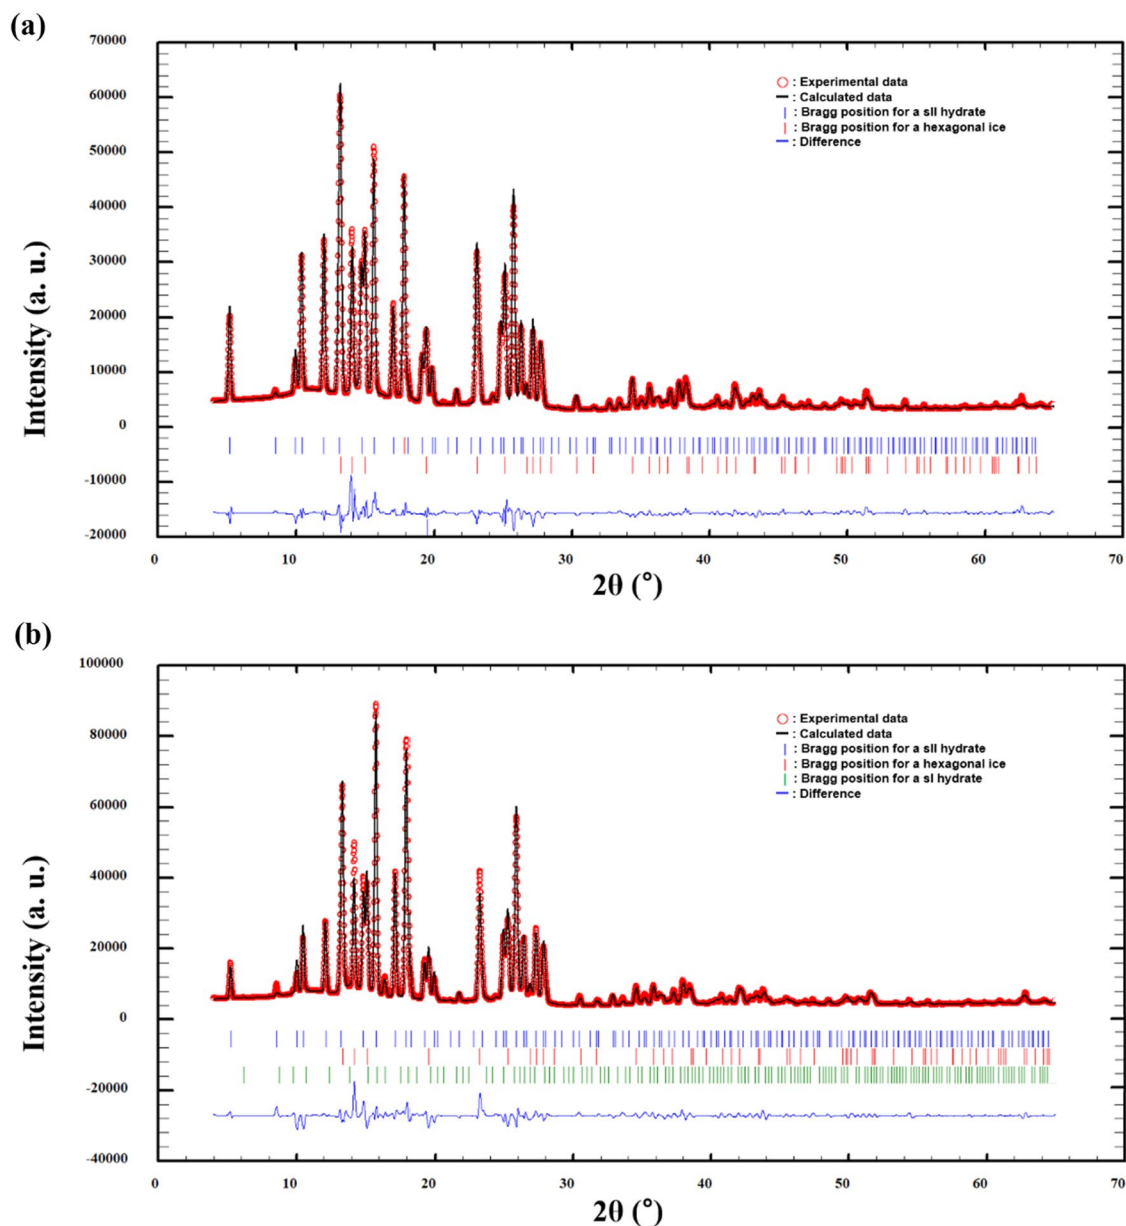 (a)
70000
60000
50000
40000
30000
20000
10000
0
-10000
-20000
Intensity (a. u.)
: Experimental data
: Calculated data
: Bragg position for a sII hydrate
: Bragg position for a hexagonal ice
: Difference
0 10 20 30 40 50 60 70
2θ (°)
(b)
100000
80000
60000
40000
20000
0
-20000
-40000
Intensity (a. u.)
: Experimental data
: Calculated data
: Bragg position for a sII hydrate
: Bragg position for a hexagonal ice
: Bragg position for a sI hydrate
: Difference
0 10 20 30 40 50 60 70
2θ (°)